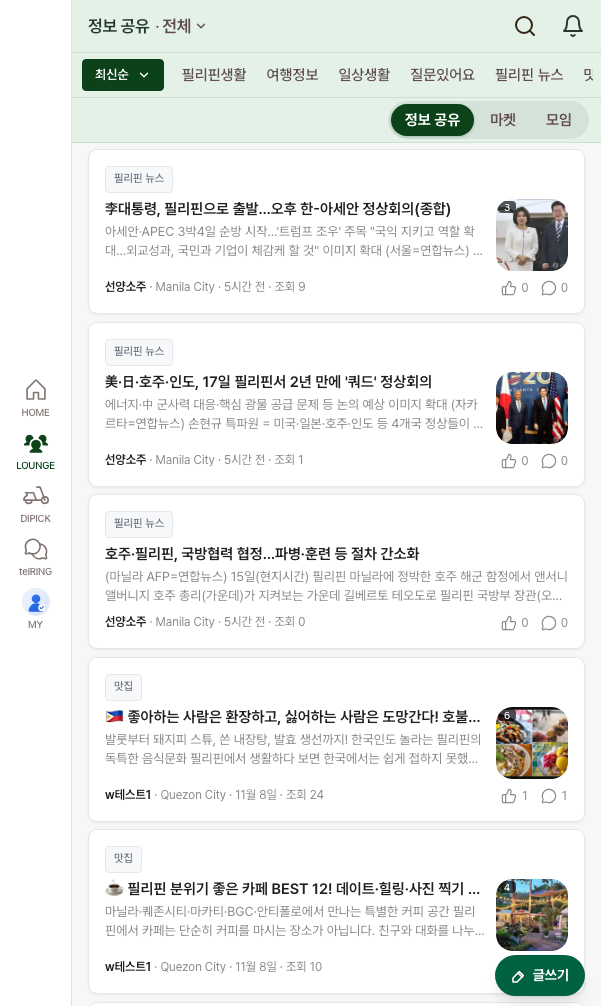 정보 공유 · 전체
최신순
필리핀생활
여행정보
일상생활
질문있어요
필리핀 뉴스
정보 공유
마켓
모임
필리핀 뉴스
李대통령, 필리핀으로 출발…오후 한-아세안 정상회의(종합)
아세안·APEC 3박4일 순방 시작…'트럼프 조우' 주목 "국익 지키고 역할 확
대…외교성과, 국민과 기업이 체감케 할 것" 이미지 확대 (서울=연합뉴스) ...
3
선양소주 · Manila City · 5시간 전 · 조회 9
0
0
필리핀 뉴스
美·日·호주·인도, 17일 필리핀서 2년 만에 '쿼드' 정상회의
에너지·中 군사력 대응·핵심 광물 공급 문제 등 논의 예상 이미지 확대 (자카
르타=연합뉴스) 손현규 특파원 = 미국·일본·호주·인도 등 4개국 정상들이 ...
선양소주 · Manila City · 5시간 전 · 조회 1
0
0
필리핀 뉴스
호주·필리핀, 국방협력 협정…파병·훈련 등 절차 간소화
(마닐라 AFP=연합뉴스) 15일(현지시간) 필리핀 마닐라에 정박한 호주 해군 함정에서 앤서니
앨버니지 호주 총리(가운데)가 지켜보는 가운데 길베르토 테오도로 필리핀 국방부 장관(오...
선양소주 · Manila City · 5시간 전 · 조회 0
0
0
맛집
🇵🇭 좋아하는 사람은 환장하고, 싫어하는 사람은 도망간다! 호불...
발룻부터 돼지피 스튜, 쓴 내장탕, 발효 생선까지! 한국인도 놀라는 필리핀의
독특한 음식문화 필리핀에서 생활하다 보면 한국에서는 쉽게 접하지 못했...
6
w테스트1 · Quezon City · 11월 8일 · 조회 24
1
1
맛집
☕ 필리핀 분위기 좋은 카페 BEST 12! 데이트·힐링·사진 찍기 ...
마닐라·퀘존시티·마카티·BGC·안티폴로에서 만나는 특별한 커피 공간 필리
핀에서 카페는 단순히 커피를 마시는 장소가 아닙니다. 친구와 대화를 나누...
4
w테스트1 · Quezon City · 11월 8일 · 조회 10
글쓰기
HOME
LOUNGE
DIPICK
telRING
MY